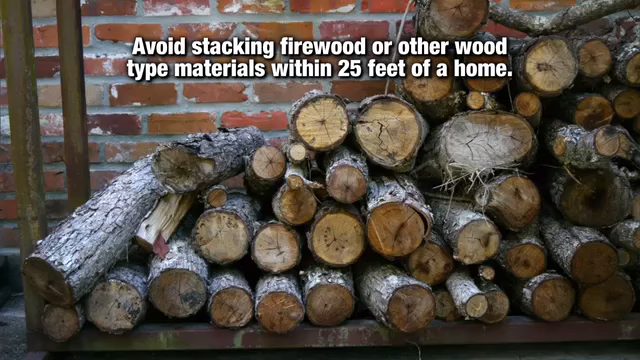 Avoid stacking firewood or other wood
type materials within 25 feet of a home.